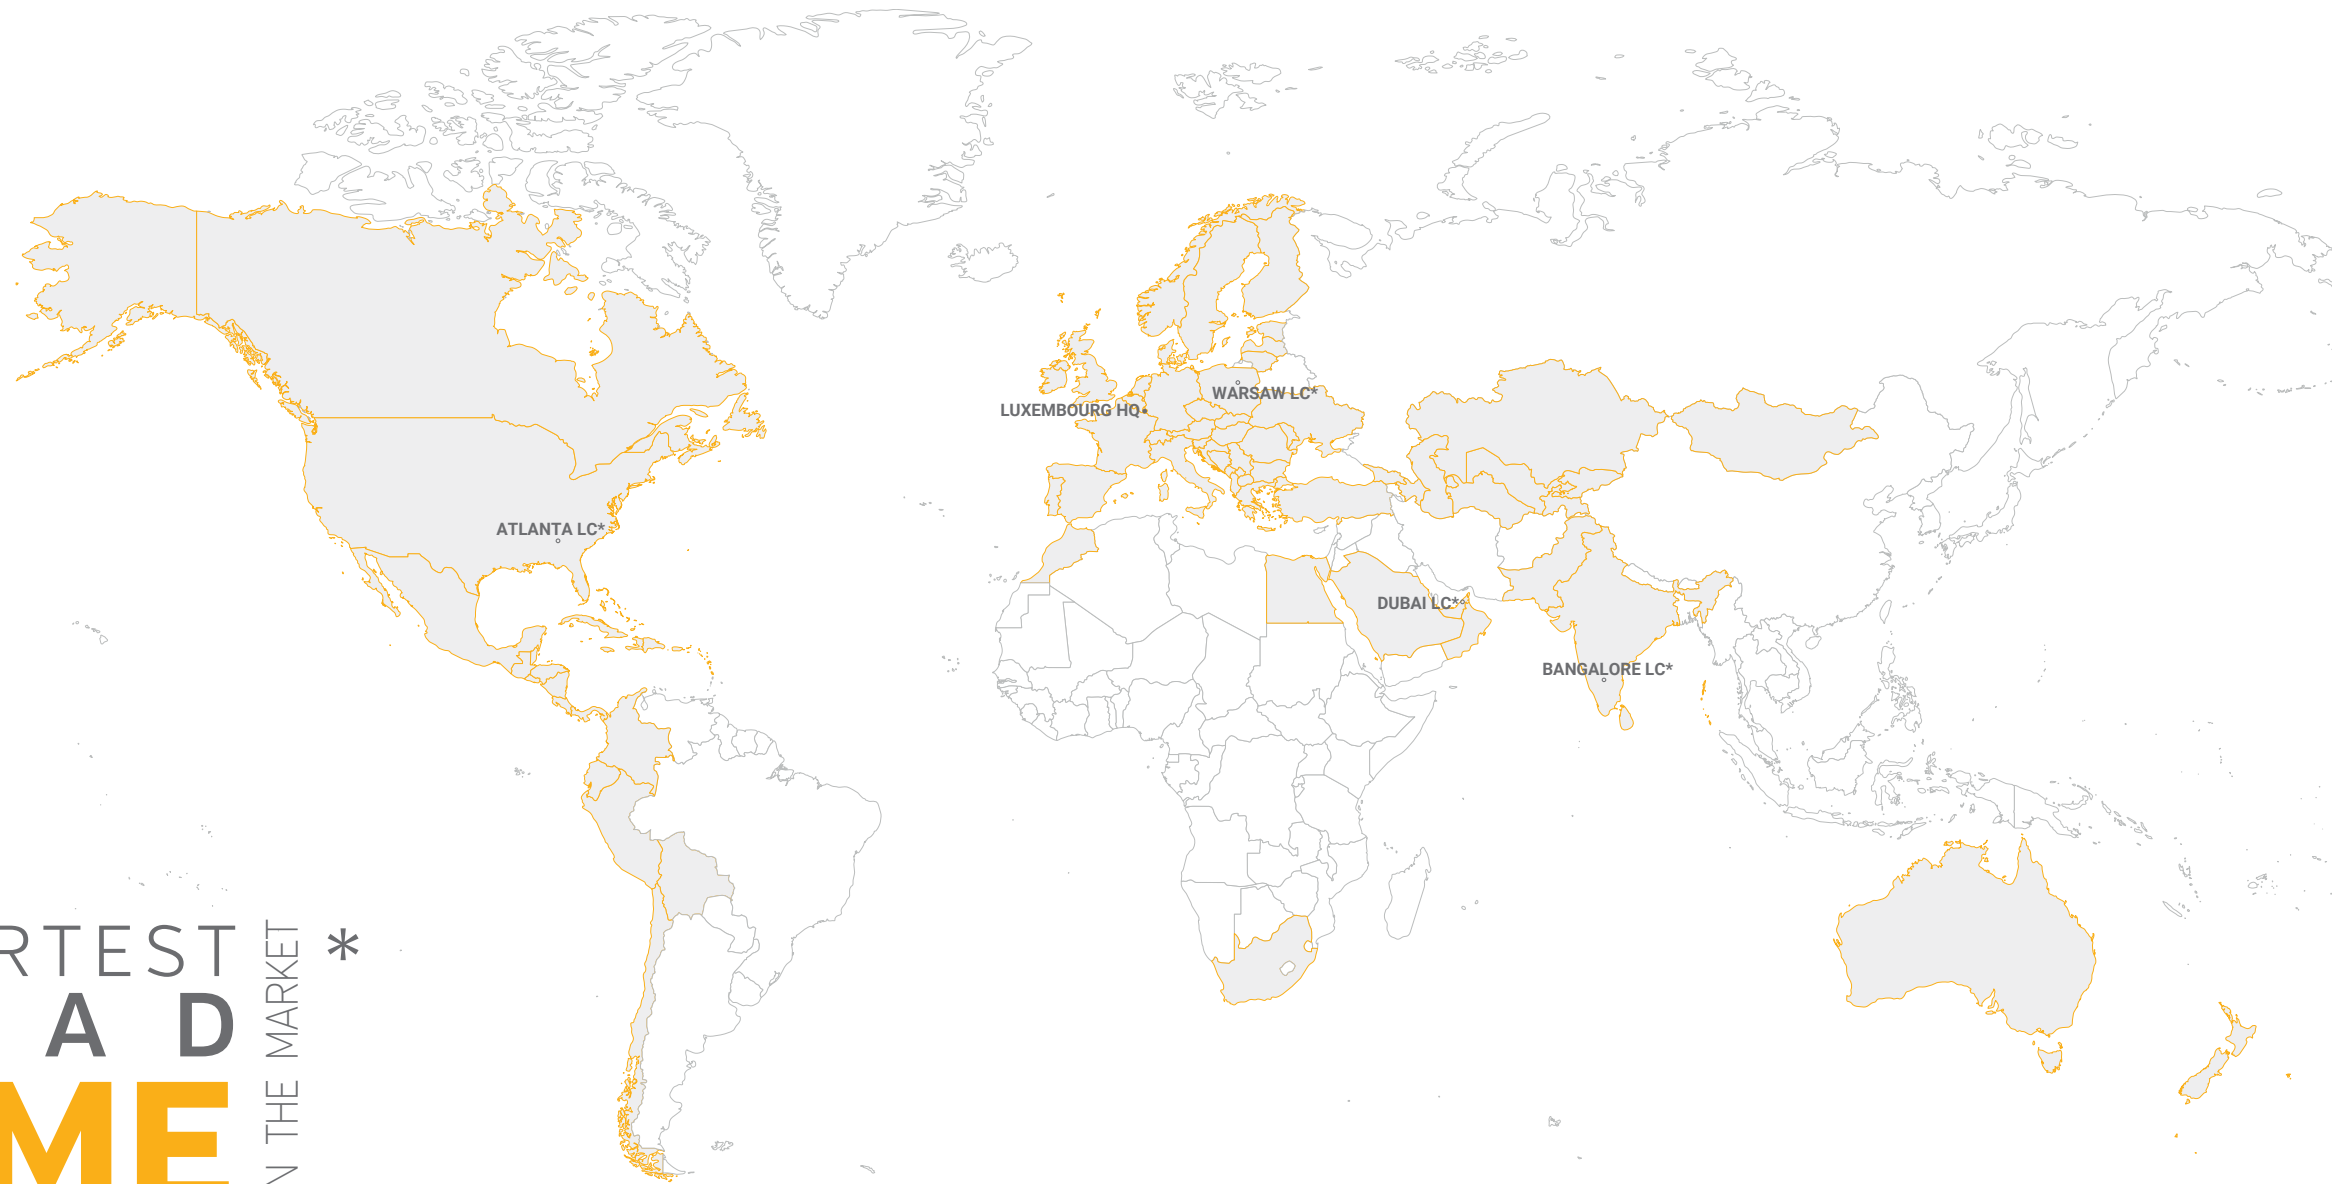 WARSAW LC*
LUXEMBOURG HQ
ATLANTA LC*
DUBAI LC*
BANGALORE LC*
RTEST
A D
ME
N THE MARKET
*